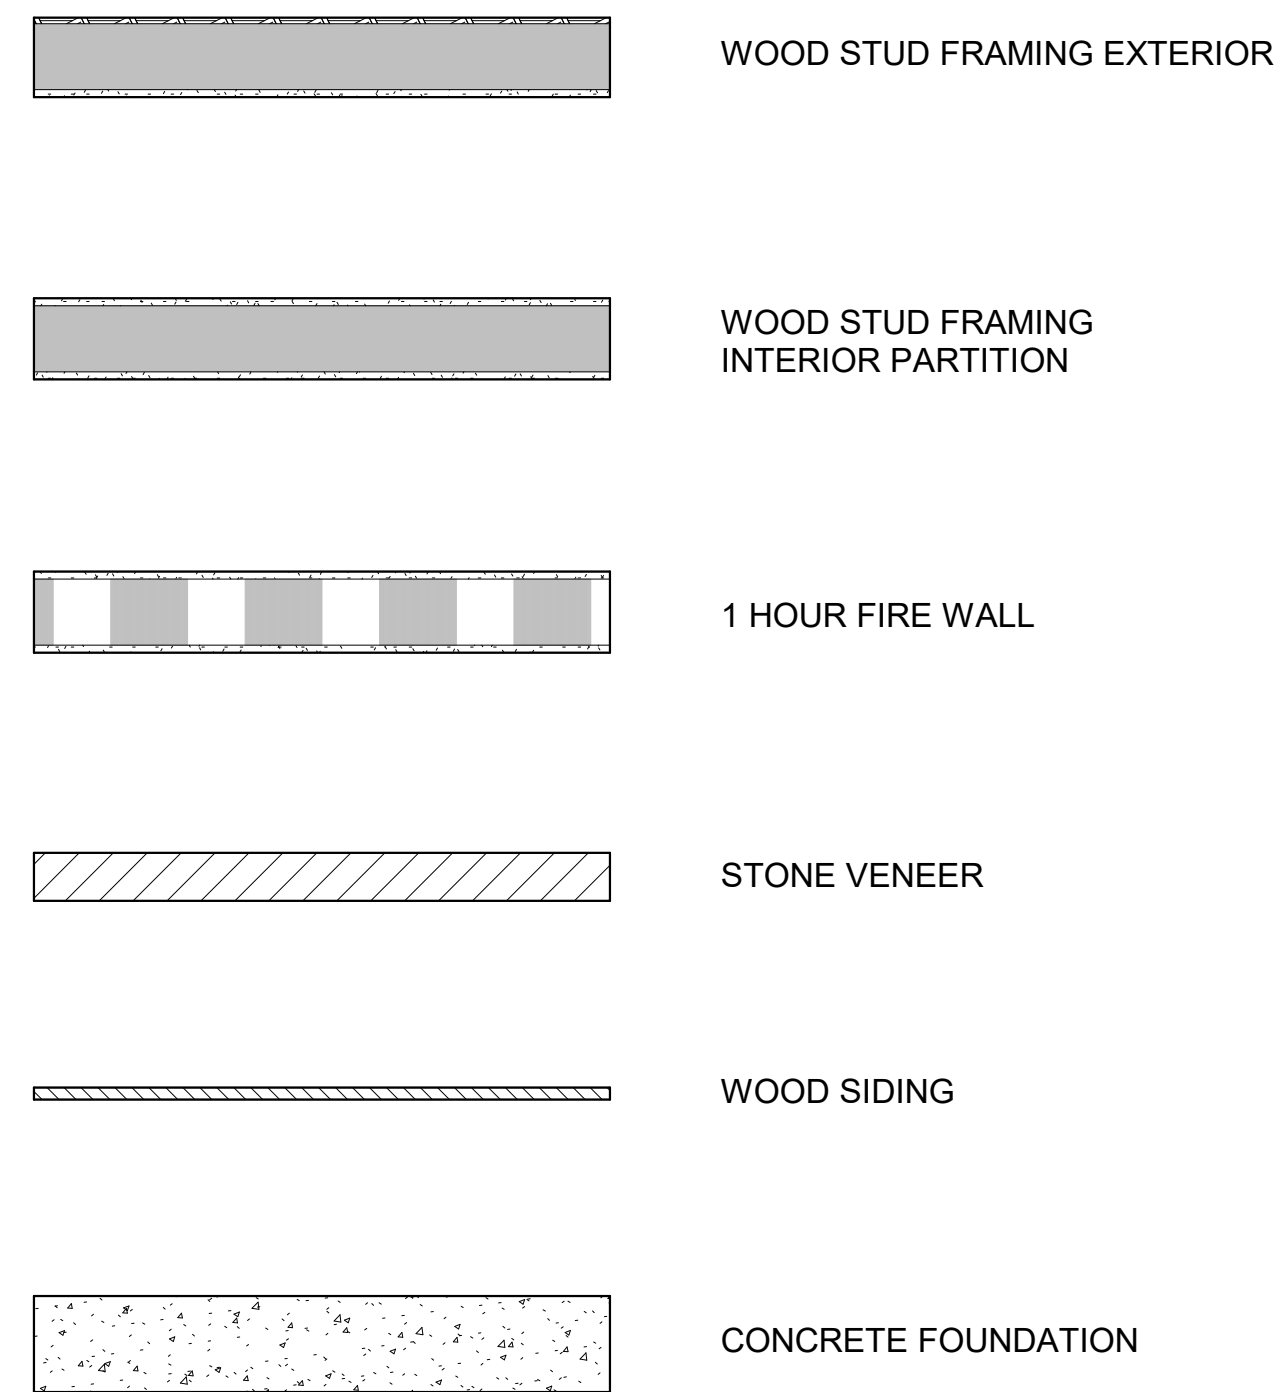 WOOD STUD FRAMING EXTERIOR
WOOD STUD FRAMING
INTERIOR PARTITION
1 HOUR FIRE WALL
STONE VENEER
WOOD SIDING
CONCRETE FOUNDATION